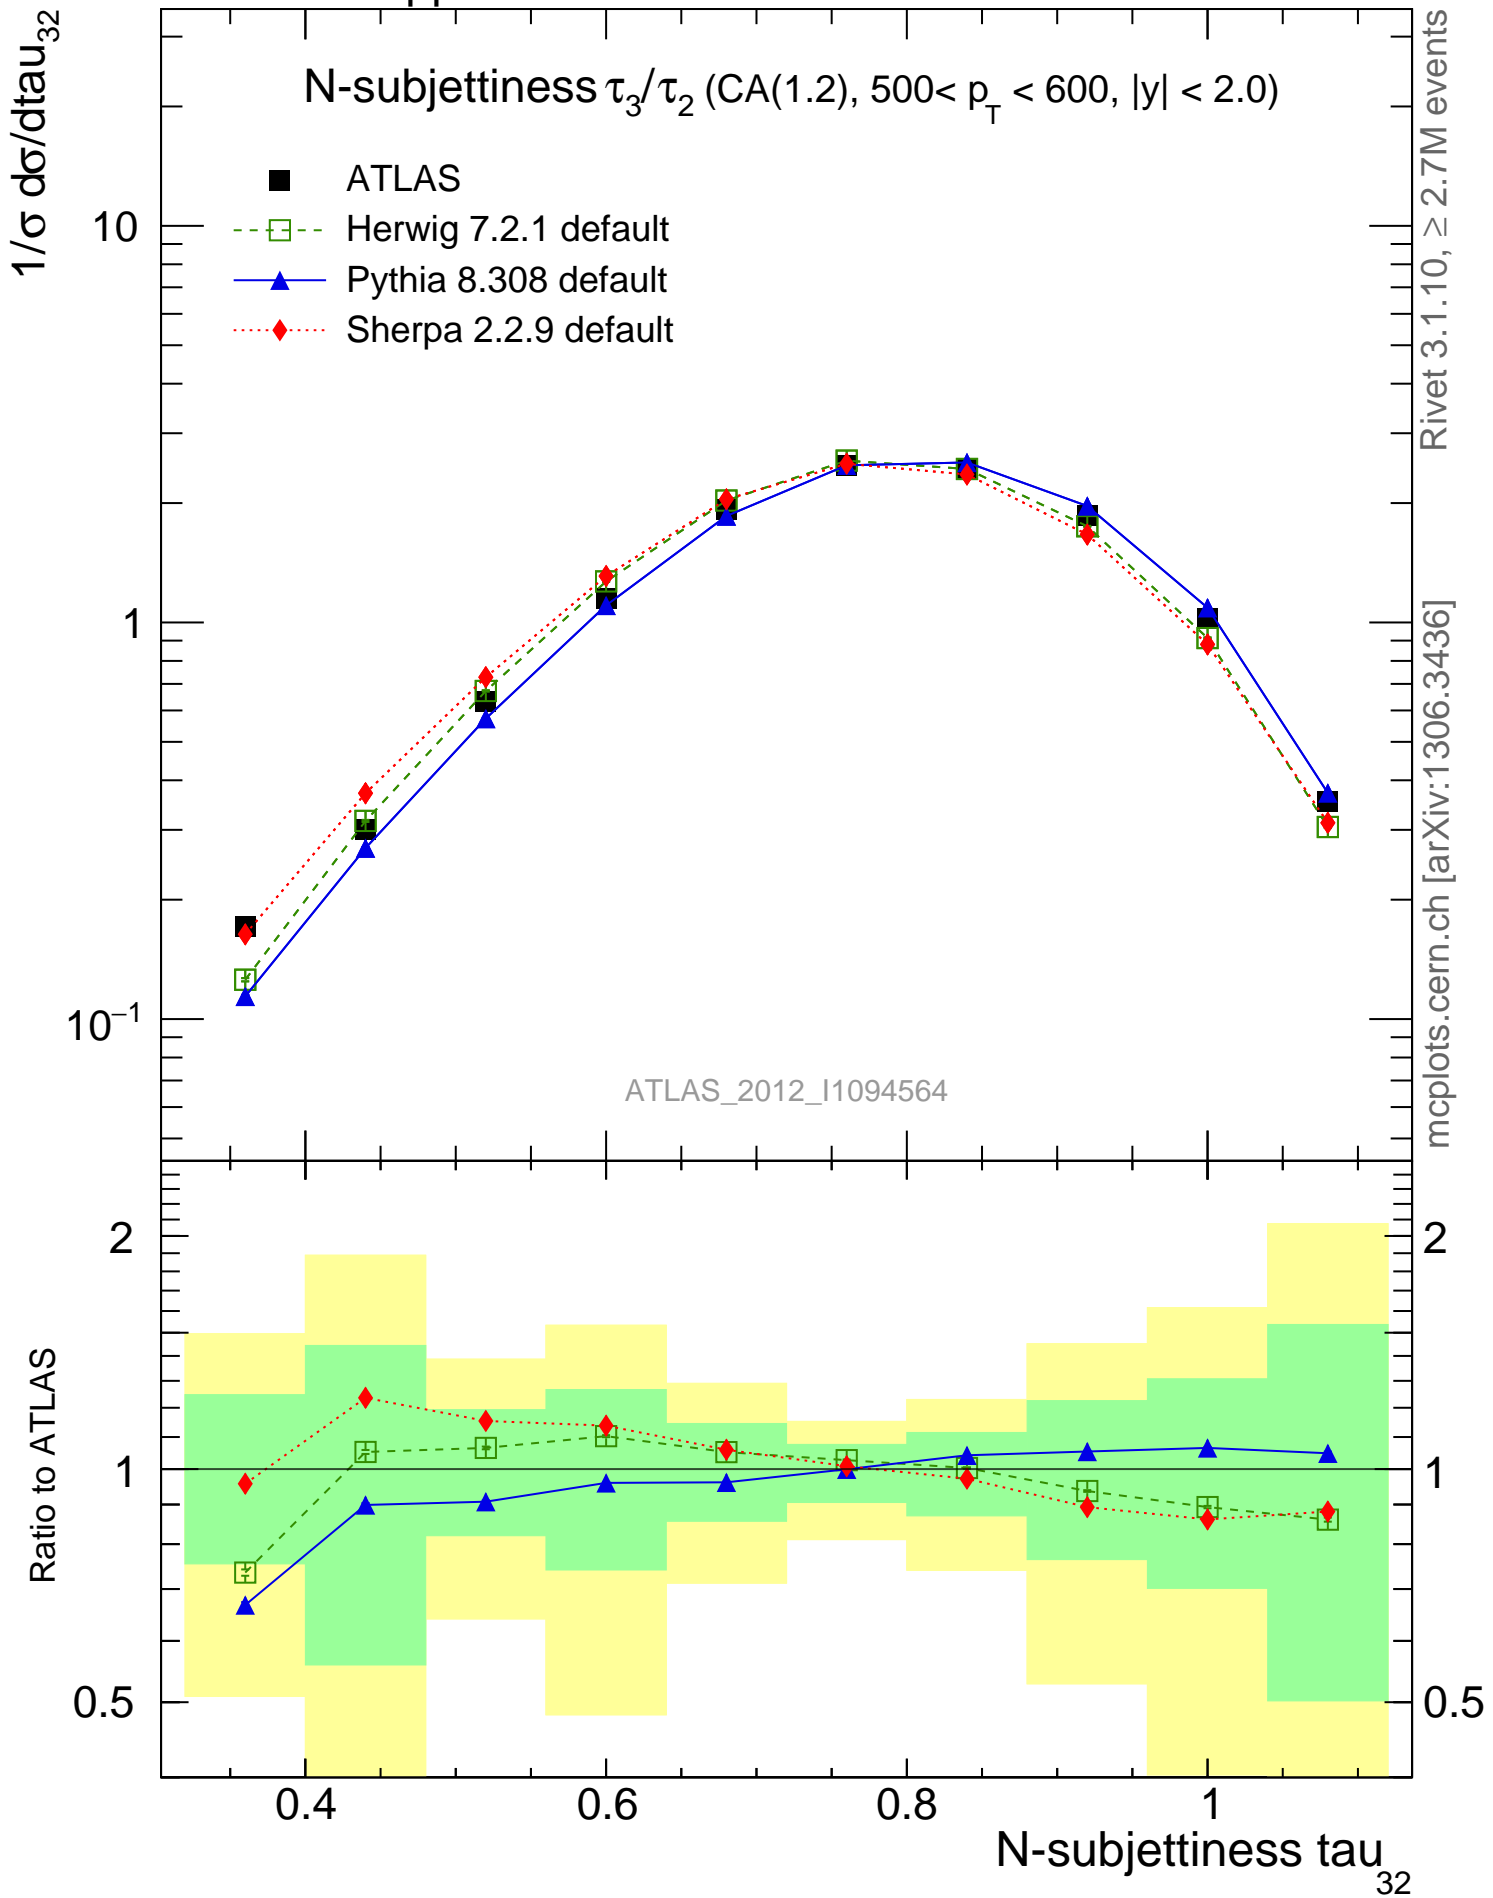 1/σ dσ/dtau32
N-subjettiness τ3/τ2 (CA(1.2), 500< pT < 600, |y| < 2.0)
ATLAS
Herwig 7.2.1 default
Pythia 8.308 default
Sherpa 2.2.9 default
10
1
10−1
ATLAS_2012_I1094564
Rivet 3.1.10, ≥ 2.7M events
mcplots.cern.ch [arXiv:1306.3436]
Ratio to ATLAS
2
1
0.5
2
1
0.5
0.4 0.6 0.8 1
N-subjettiness tau32